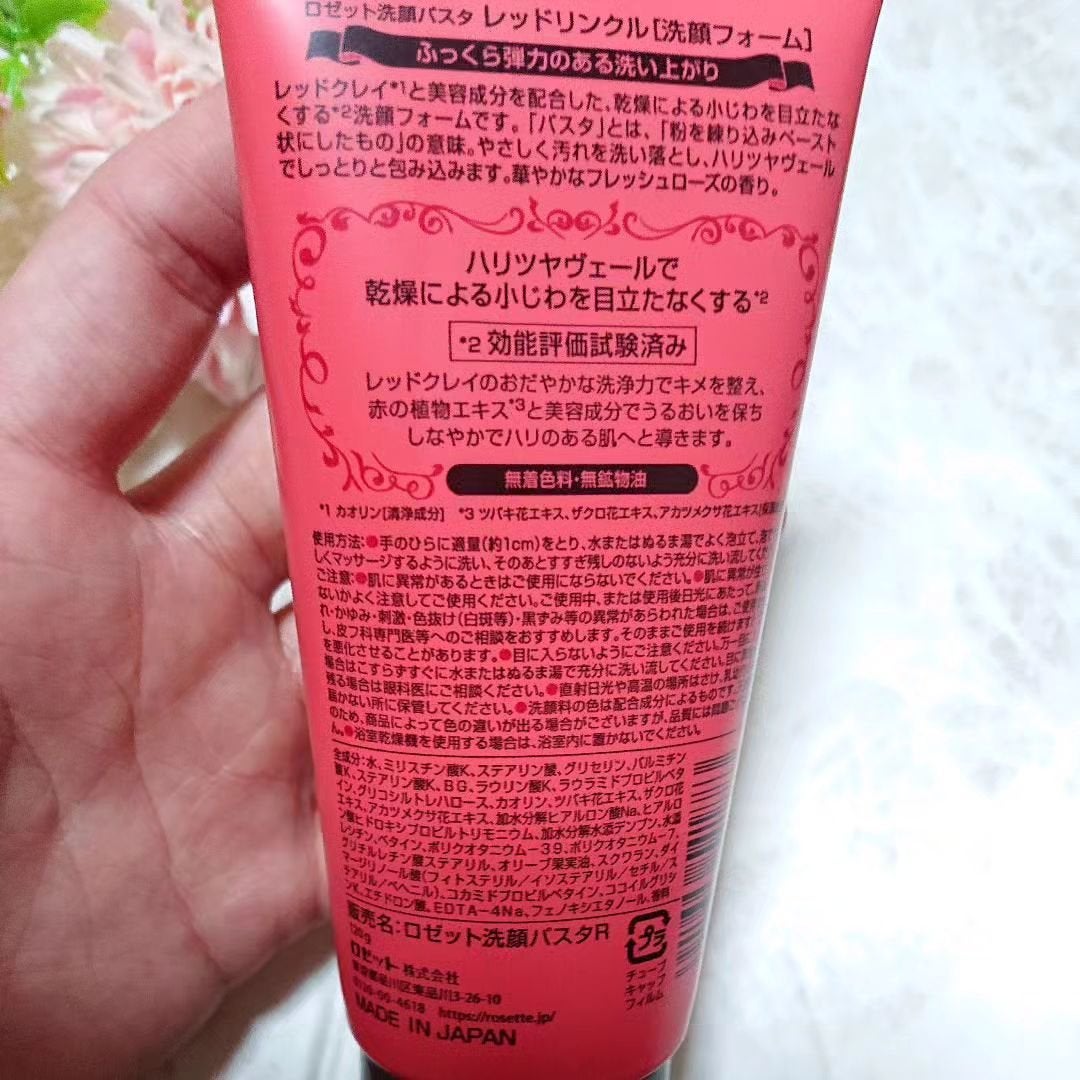 ロゼット洗顔パスタ レッドリンクル[洗顔フォーム]
ふっくら弾力のある洗い上がり
レッドクレイ*1と美容成分を配合した、乾燥による小じわを目立たな
くする*2洗顔フォームです。「パスタ」とは、「粉を練り込みペースト
状にしたもの」の意味。やさしく汚れを洗い落とし、ハリツヤヴェール
でしっとりと包み込みます。華やかなフレッシュローズの香り。
ハリツヤヴェールで
乾燥による小じわを目立たなくする*2
*2 効能評価試験済み
レッドクレイのおだやかな洗浄力でキメを整え、
赤の植物エキス*3と美容成分でうるおいを保ち
しなやかでハリのある肌へと導きます。
無着色料・無鉱物油
*1 カオリン[清浄成分] *3 ツバキ花エキス、ザクロ花エキス、アカツメクサ花エキス
使用方法:●手のひらに適量(約1cm)をとり、水またはぬるま湯でよく泡立て、
しくマッサージするように洗い、そのあとすすぎ残しのないよう充分に洗い流して
ご注意:●肌に異常があるときはご使用にならないでください。●肌に異常が
ないかよく注意してご使用ください。ご使用中、または使用後日光にあたって、
れ・かゆみ・刺激・色抜け(白斑等)・黒ずみ等の異常があらわれた場合は、ご使用
し、皮フ科専門医等へのご相談をおすすめします。そのままご使用を続けます
を悪化させることがあります。●目に入らないようにご注意ください。万一
場合はこすらずすぐに水またはぬるま湯で充分に洗い流してください。
残る場合は眼科医にご相談ください。●直射日光や高温の場所はさけ、
届かない所に保管してください。●洗顔料の色は配合成分によるものです。
のため、商品によって色の違いが出る場合がございますが、品質には問題
ん。●浴室乾燥機を使用する場合は、浴室内に置かないでください。
全成分:水、ミリスチン酸K、ステアリン酸、グリセリン、パルミチン
酸K、ステアリン酸K、BG、ラウリン酸K、ラウラミドプロピルベタ
イン、グリコシルトレハロース、カオリン、ツバキ花エキス、ザクロ花
エキス、アカツメクサ花エキス、加水分解ヒアルロン酸Na、ヒアルロ
ン酸ヒドロキシプロピルトリモニウム、加水分解水添デンプン、水添
レシチン、ベタイン、ポリクオタニウム-39、ポリクオタニウム-7、
グリチルレチン酸ステアリル、オリーブ果実油、スクワラン、ダイ
マージリノール酸(フィトステリル/イソステアリル/セチル/ス
テアリル/ベヘニル)、コカミドプロピルベタイン、ココイルグリシ
ンK、エチドロン酸、EDTA-4Na、フェノキシエタノール、香料
販売名:ロゼット洗顔パスタR
120g
プラ
ロゼット株式会社
チューブ
キャップ
フィルム
東京都品川区東品川3-26-10
0120-00-4618 https://rosette.jp/
MADE IN JAPAN